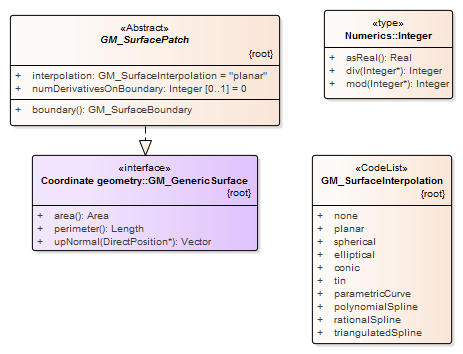 «Abstract»
GM_SurfacePatch
{root}
+ interpolation: GM_SurfaceInterpolation = "planar"
+ numDerivativesOnBoundary: Integer [0..1] = 0
+ boundary(): GM_SurfaceBoundary
«type»
Numerics::Integer
+ asReal(): Real
+ div(Integer*): Integer
+ mod(Integer*): Integer
«interface»
Coordinate geometry::GM_GenericSurface
{root}
+ area(): Area
+ perimeter(): Length
+ upNormal(DirectPosition*): Vector
«CodeList»
GM_SurfaceInterpolation
{root}
+ none
+ planar
+ spherical
+ elliptical
+ conic
+ tin
+ parametricCurve
+ polynomialSpline
+ rationalSpline
+ triangulatedSpline